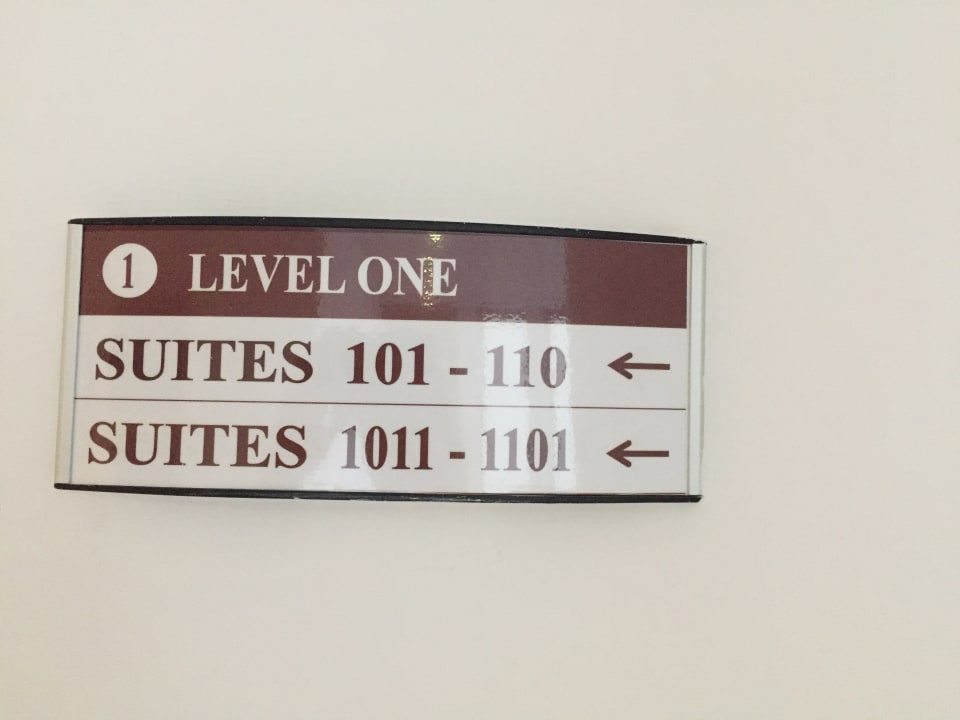 1 LEVEL ONE
SUITES 101 - 110 ←
SUITES 1011 - 1101 ←